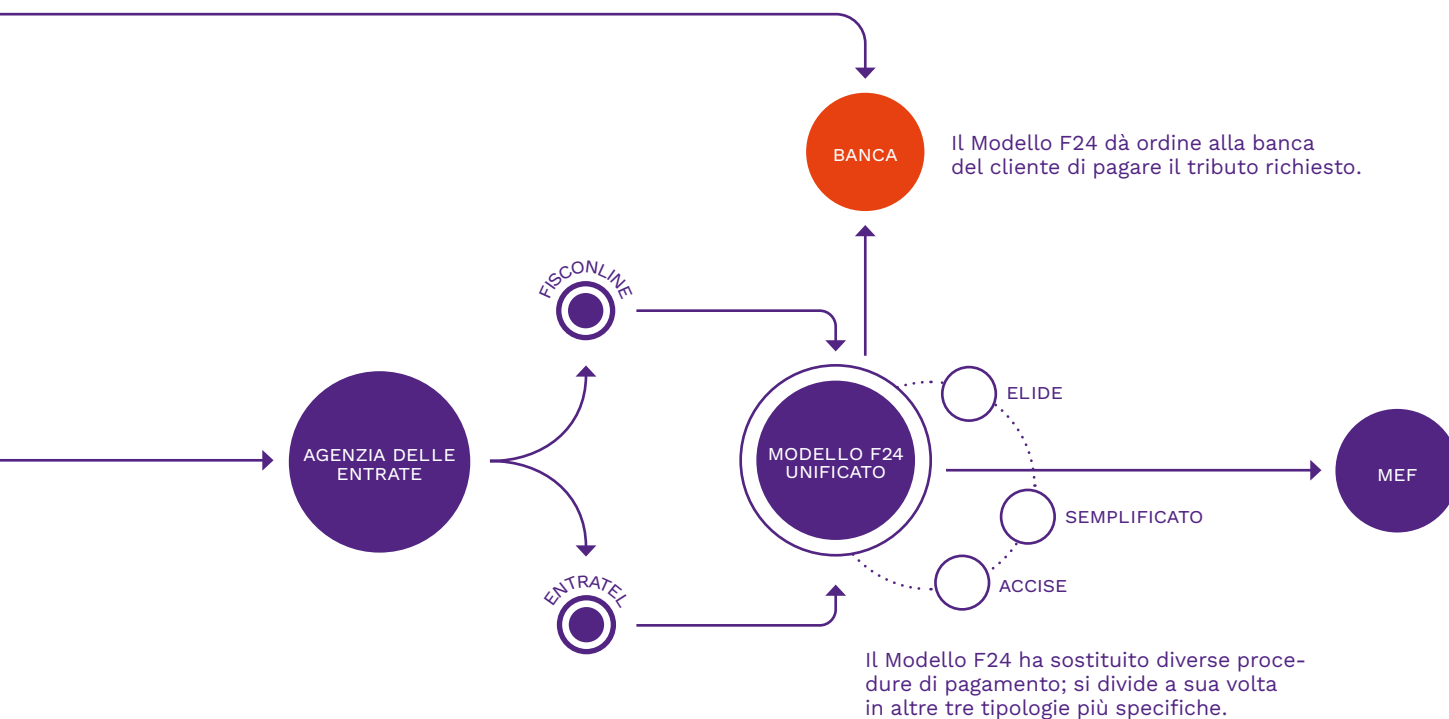 BANCA
Il Modello F24 dà ordine alla banca
del cliente di pagare il tributo richiesto.
FISCONLINE
ELIDE
AGENZIA DELLE
ENTRATE
MODELLO F24
UNIFICATO
MEF
SEMPLIFICATO
ENTRATEL
ACCISE
Il Modello F24 ha sostituito diverse proce-
dure di pagamento; si divide a sua volta
in altre tre tipologie più specifiche.